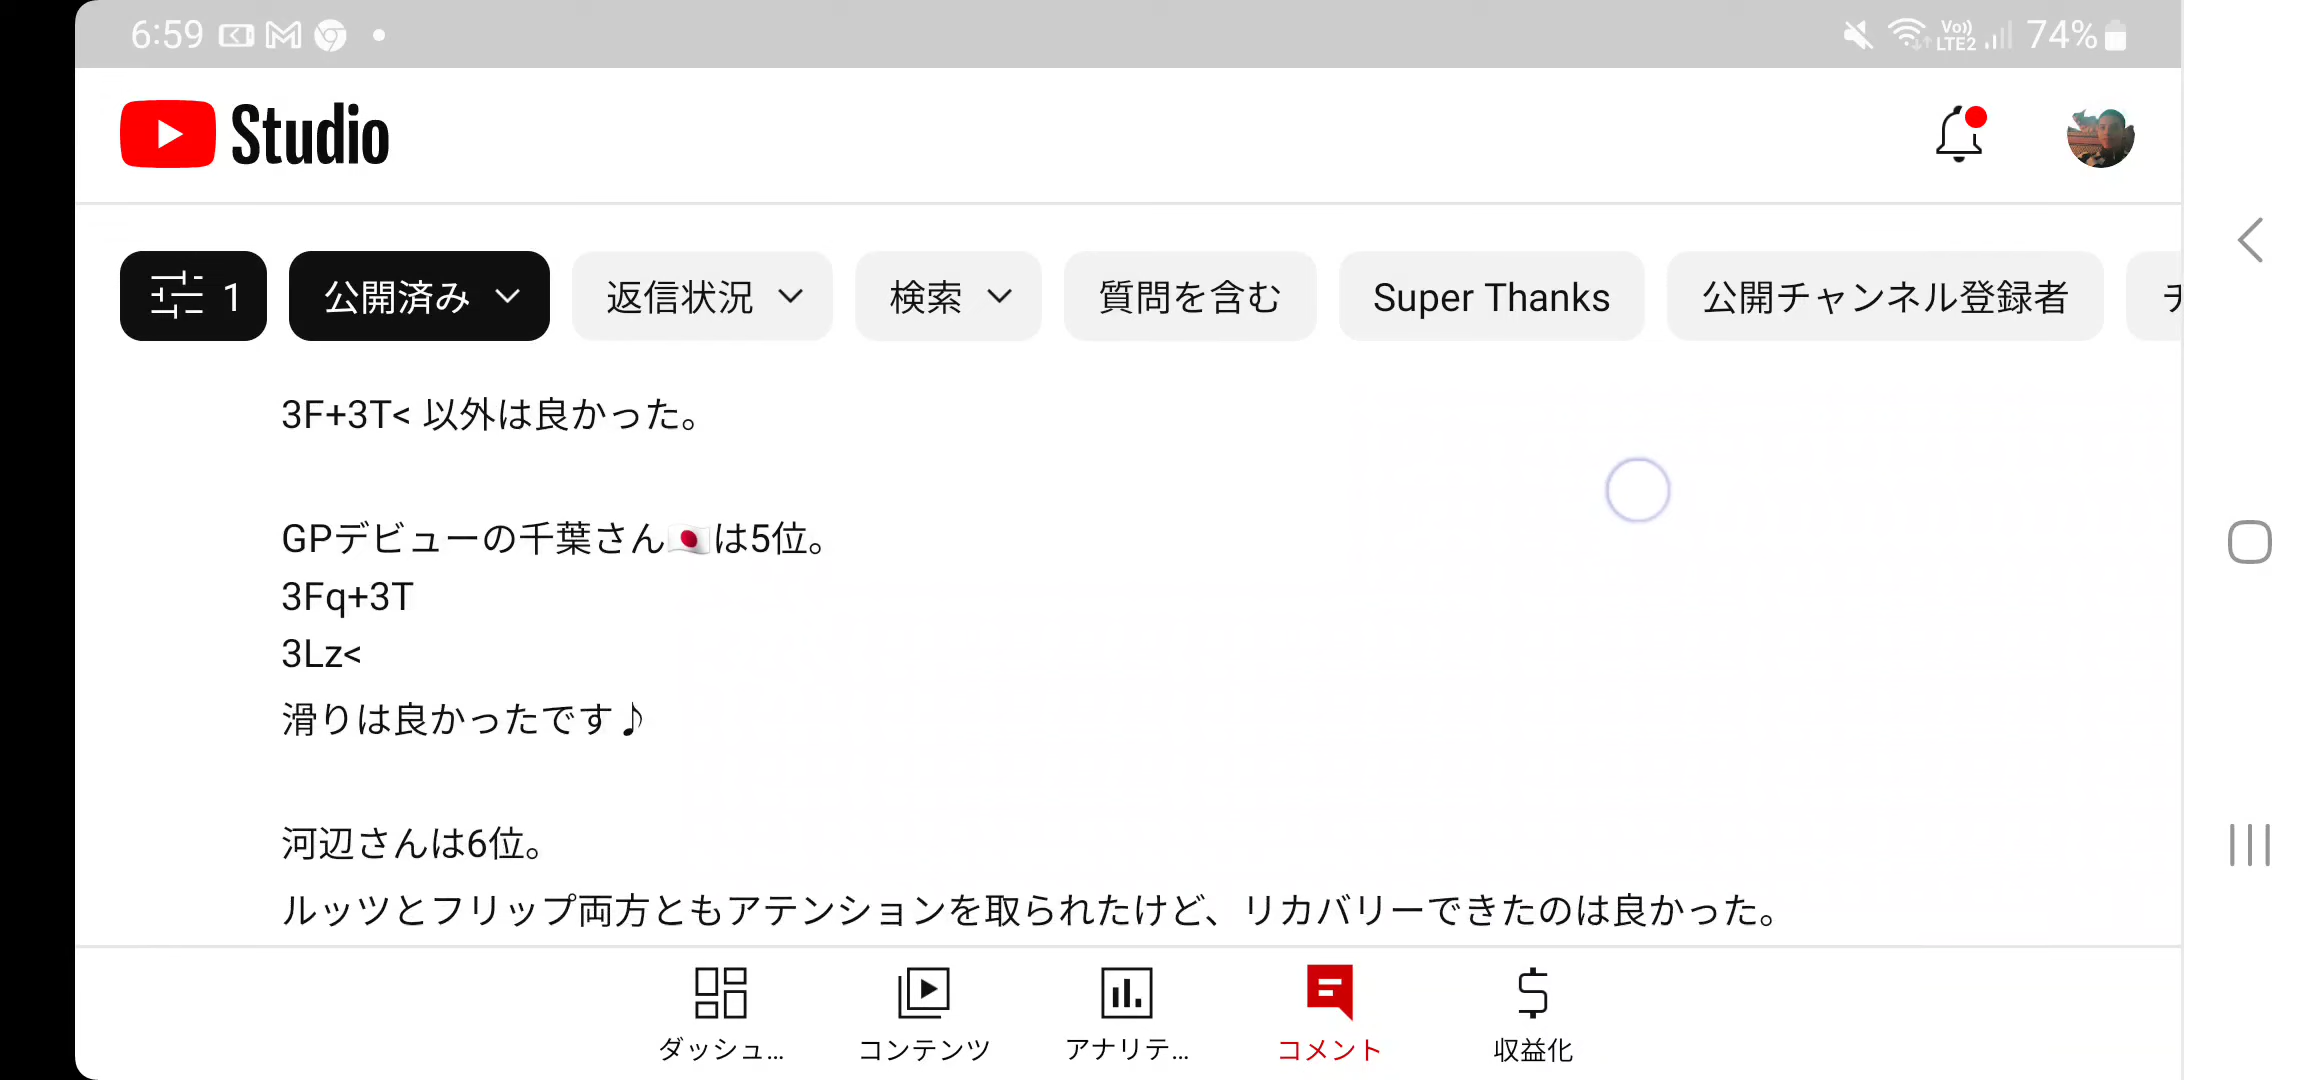 6:59
Vo)) LTE2 74%
Studio
1 公開済み 返信状況 検索 質問を含む Super Thanks 公開チャンネル登録者
3F+3T< 以外は良かった。
GPデビューの千葉さん🇯🇵は5位。
3Fq+3T
3Lz<
滑りは良かったです♪
河辺さんは6位。
ルッツとフリップ両方ともアテンションを取られたけど、リカバリーできたのは良かった。
ダッシュ... コンテンツ アナリテ... コメント 収益化